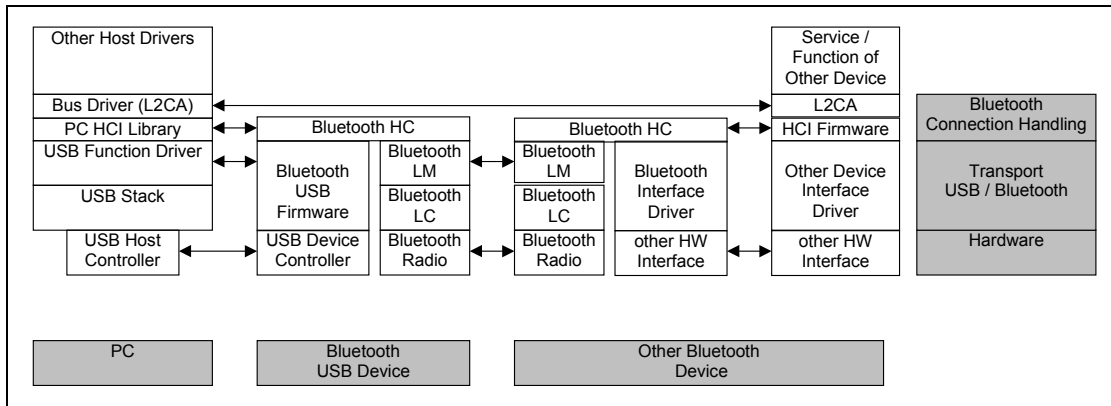 Other Host Drivers
Bus Driver (L2CA)
PC HCI Library
USB Function Driver
USB Stack
USB Host
Controller
Bluetooth HC
Bluetooth
USB
Firmware
USB Device
Controller
Bluetooth
LM
Bluetooth
LC
Bluetooth
Radio
Bluetooth HC
Bluetooth
LM
Bluetooth
LC
Bluetooth
Radio
Bluetooth
Interface
Driver
other HW
Interface
Service /
Function of
Other Device
L2CA
HCI Firmware
Other Device
Interface
Driver
other HW
Interface
Bluetooth
Connection Handling
Transport
USB / Bluetooth
Hardware
PC
Bluetooth
USB Device
Other Bluetooth
Device